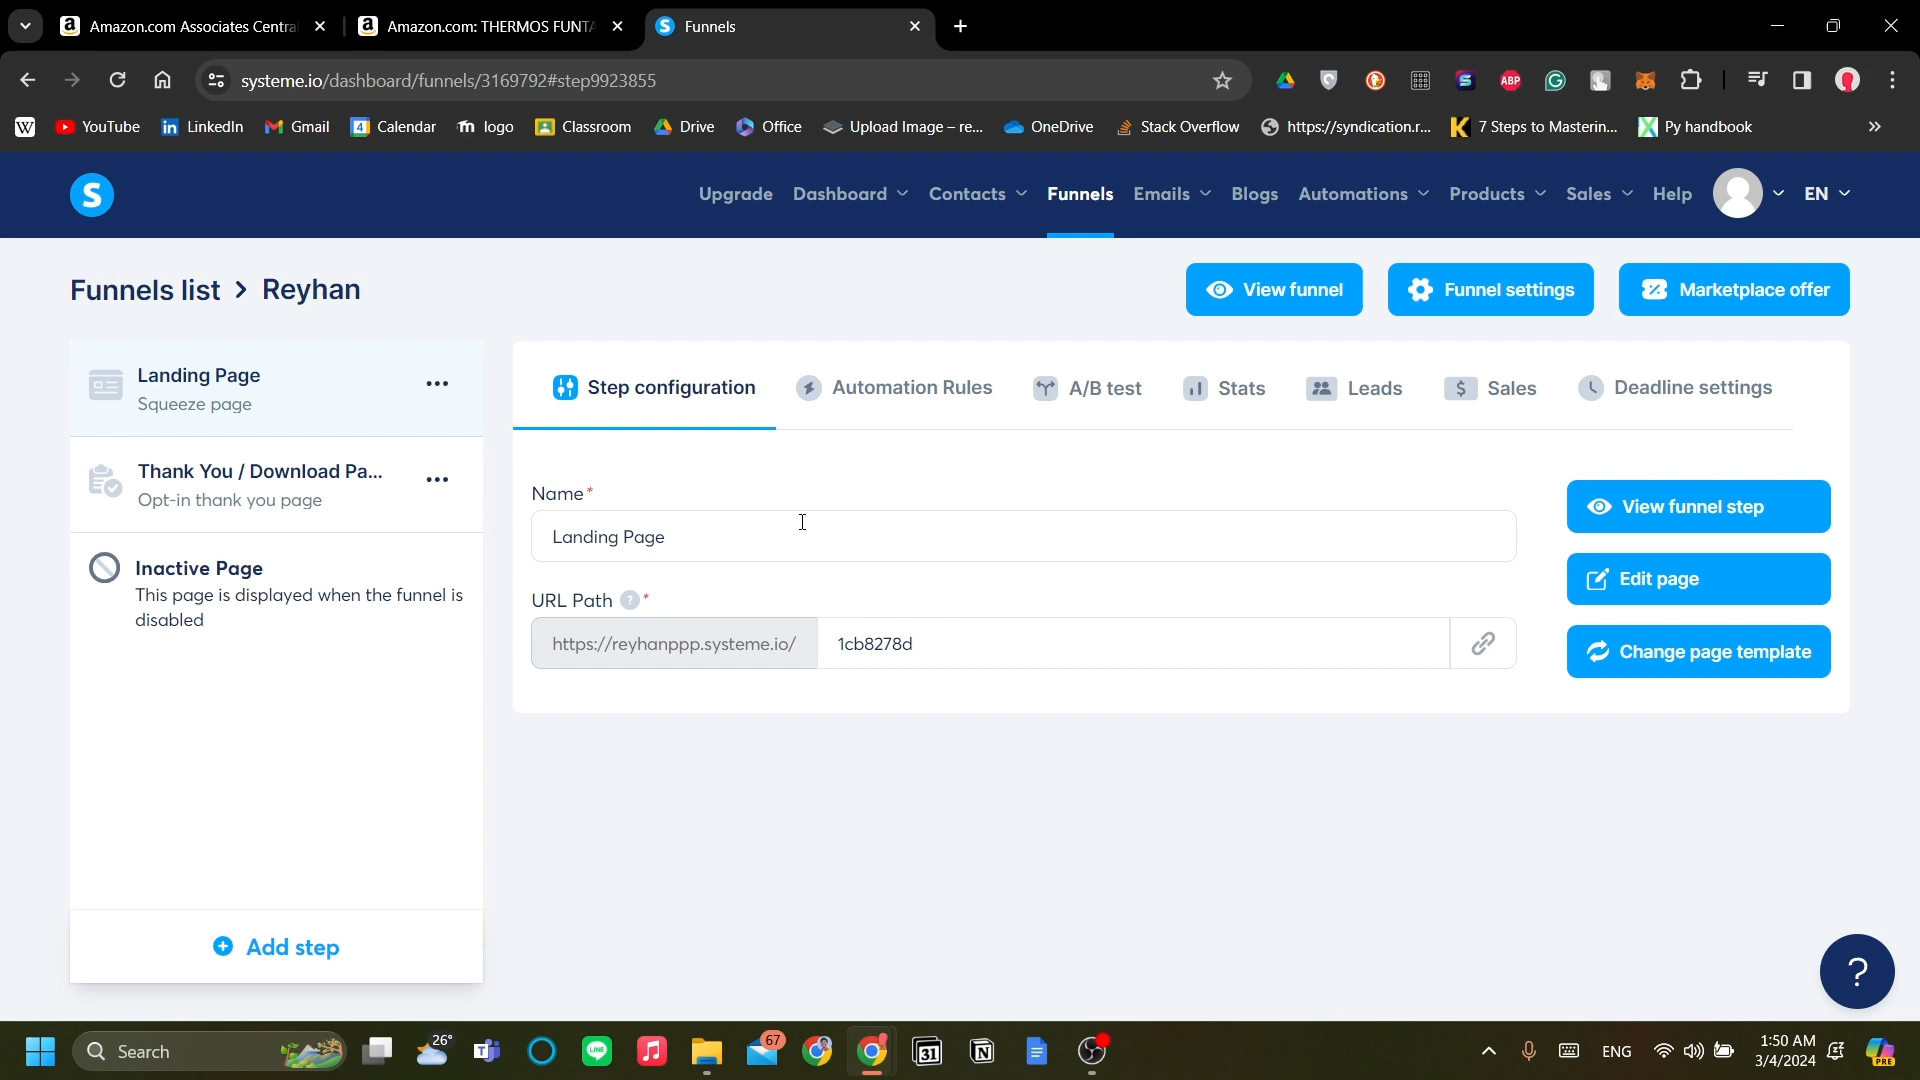 Amazon.com Associates Centra
Amazon.com: THERMOS FUNTA
Funnels
systeme.io/dashboard/funnels/3169792#step9923855
YouTube
LinkedIn
Gmail
Calendar
logo
Classroom
Drive
Office
Upload Image – re...
OneDrive
Stack Overflow
https://syndication.r...
7 Steps to Masterin...
Py handbook
Upgrade
Dashboard
Contacts
Funnels
Emails
Blogs
Automations
Products
Sales
Help
EN
Funnels list > Reyhan
View funnel
Funnel settings
Marketplace offer
Landing Page
Squeeze page
Thank You / Download Pa...
Opt-in thank you page
Inactive Page
This page is displayed when the funnel is
disabled
Add step
Step configuration
Automation Rules
A/B test
Stats
Leads
Sales
Deadline settings
Name*
Landing Page
URL Path ? *
https://reyhanppp.systeme.io/
1cb8278d
View funnel step
Edit page
Change page template
?
Search
26°
67
31
ENG
1:50 AM
3/4/2024
PRE